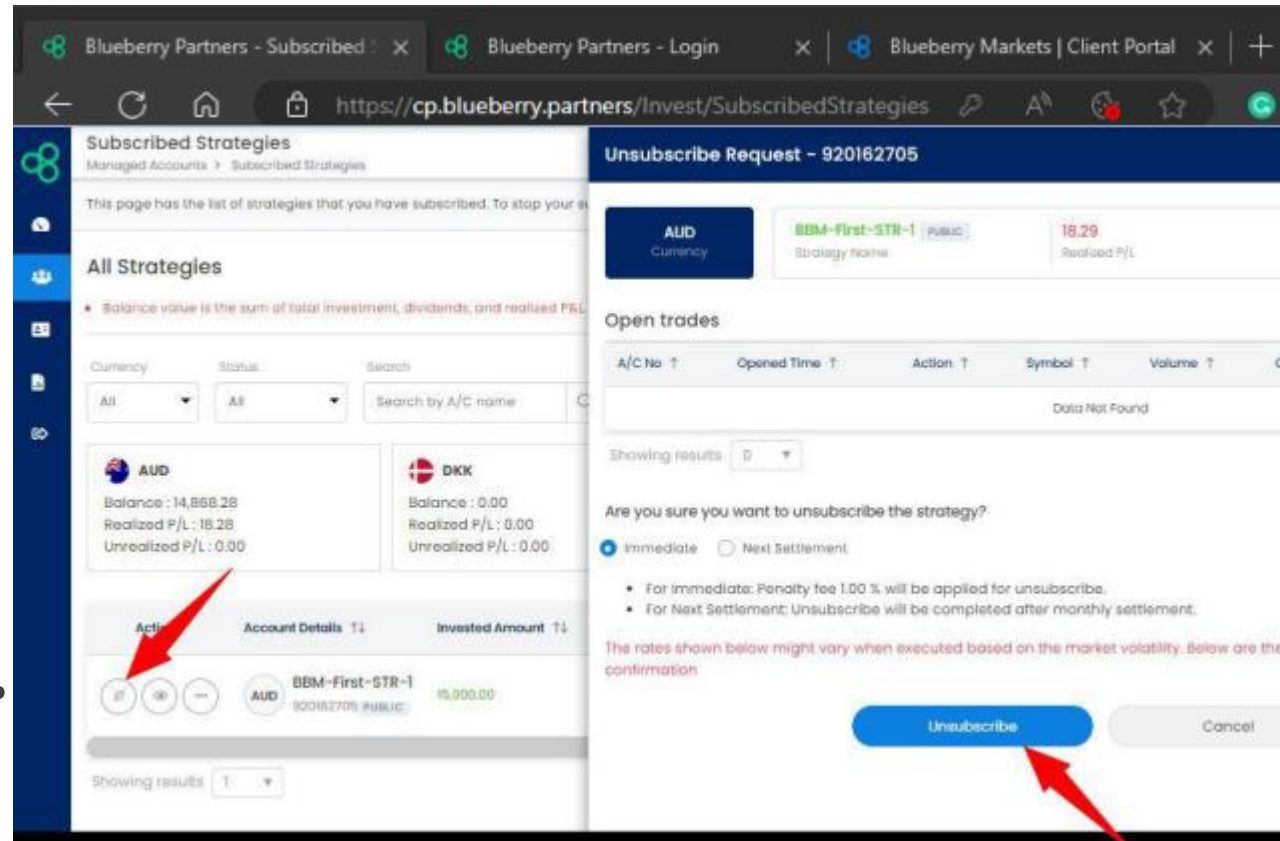 Blueberry Partners - Subscribed
Blueberry Partners - Login
Blueberry Markets | Client Portal
https://cp.blueberry.partners/Invest/SubscribedStrategies
Subscribed Strategies
Managed Accounts > Subscribed Strategies
This page has the list of strategies that you have subscribed. To stop your
All Strategies
Balance value is the sum of total investment, dividends, and realized P&L
Currency Status Search
All All Search by A/C name
AUD
Balance : 14,868.28
Realized P/L : 18.28
Unrealized P/L : 0.00
DKK
Balance : 0.00
Realized P/L : 0.00
Unrealized P/L : 0.00
Account Details Invested Amount
AUD BBM-First-STR-1 15,000.00
920162705 PUBLIC
Showing results 1
Unsubscribe Request - 920162705
AUD
Currency
BBM-First-STR-1 PUBLIC
Strategy Name
18.29
Realized P/L
Open trades
A/C No ↑ Opened Time ↑ Action ↑ Symbol ↑ Volume ↑
Data Not Found
Showing results 0
Are you sure you want to unsubscribe the strategy?
Immediate Next Settlement
For Immediate: Penalty fee 1.00 % will be applied for unsubscribe.
For Next Settlement: Unsubscribe will be completed after monthly settlement.
The rates shown below might vary when executed based on the market volatility. Below are the
confirmation
Unsubscribe Cancel